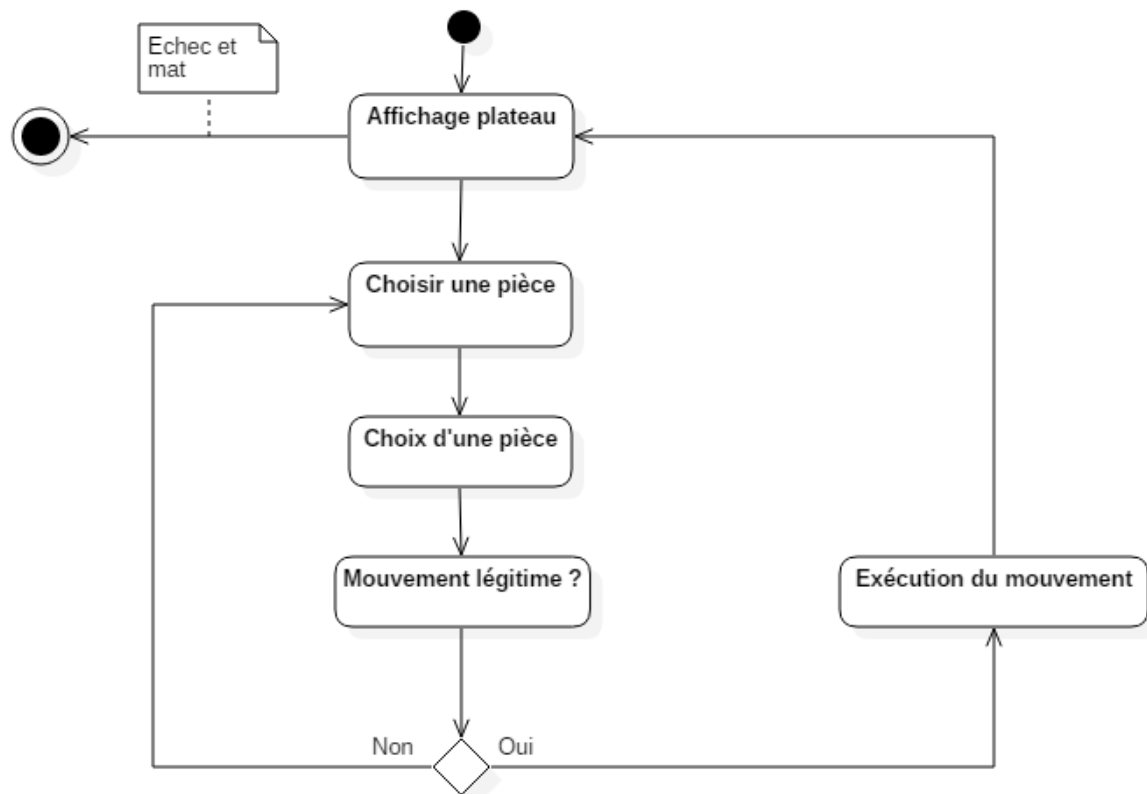 Echec et
mat
Affichage plateau
Choisir une pièce
Choix d'une pièce
Mouvement légitime ?
Exécution du mouvement
Non
Oui